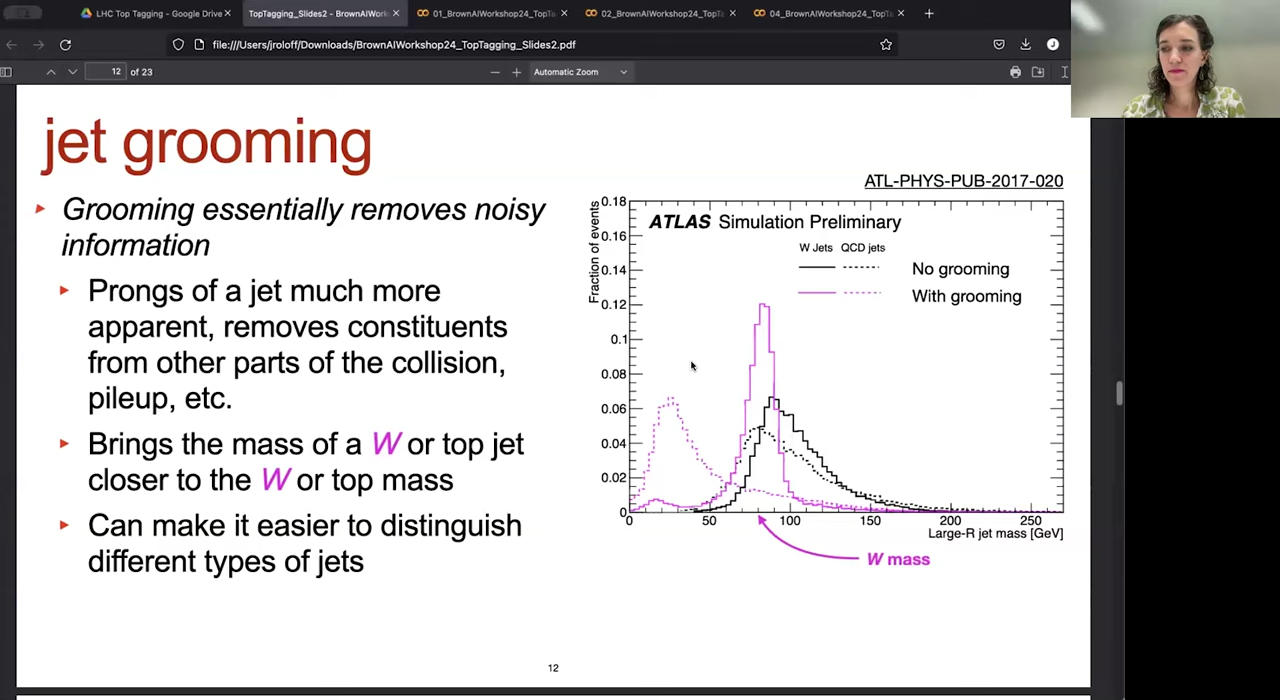 LHC Top Tagging - Google Drive
TopTagging_Slides2 - BrownAIWork
01_BrownAIWorkshop24_TopTa
02_BrownAIWorkshop24_TopTa
04_BrownAIWorkshop24_TopTa
file:///Users/jroloff/Downloads/BrownAIWorkshop24_TopTagging_Slides2.pdf
J
12 of 23
Automatic Zoom
jet grooming
ATL-PHYS-PUB-2017-020
Grooming essentially removes noisy
information
Prongs of a jet much more
apparent, removes constituents
from other parts of the collision,
pileup, etc.
Brings the mass of a W or top jet
closer to the W or top mass
Can make it easier to distinguish
different types of jets
Fraction of events
0.18
0.16
0.14
0.12
0.1
0.08
0.06
0.04
0.02
0
ATLAS Simulation Preliminary
W Jets QCD jets
No grooming
With grooming
0 50 100 150 200 250
Large-R jet mass [GeV]
W mass
12